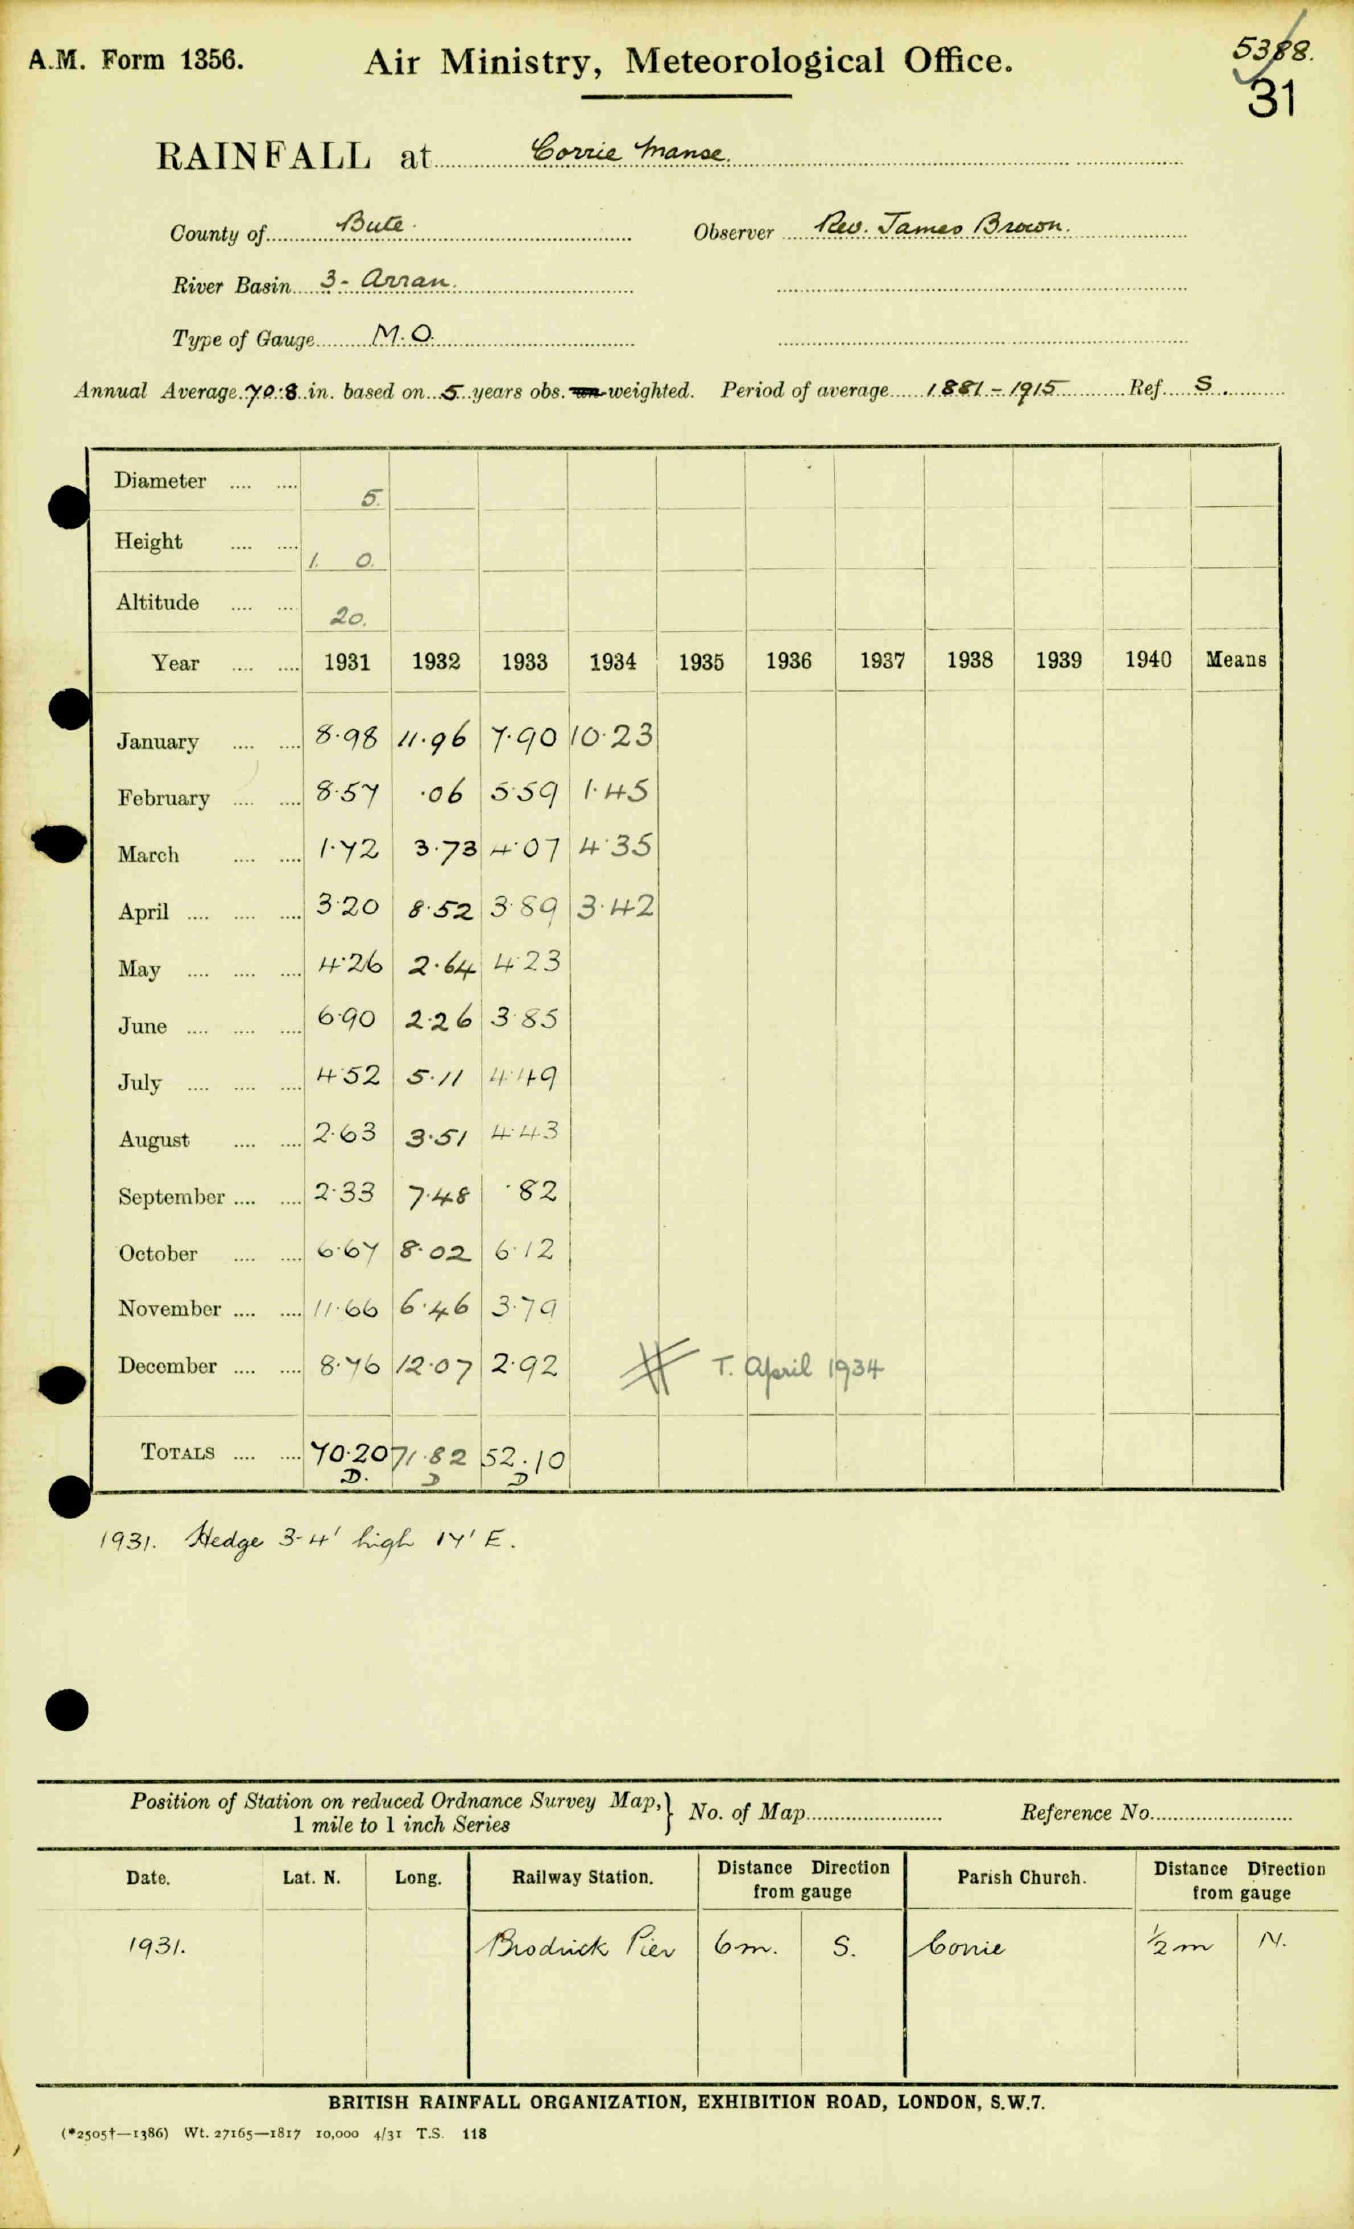 A.M. Form 1356.
Air Ministry, Meteorological Office.
5388.
31
RAINFALL at Corrie Manse.
County of Bute. Observer Rev. James Brown.
River Basin 3 - Arran.
Type of Gauge M.O.
Annual Average 70.8 in. based on 5 years obs. un-weighted. Period of average 1881-1915 Ref. S.
Diameter .... .... 5.
Height .... .... 1. 0.
Altitude .... .... 20.
Year .... .... 1931 1932 1933 1934 1935 1936 1937 1938 1939 1940 Means
January .... .... 8.98 11.96 7.90 10.23
February .... .... 8.57 .06 5.59 1.45
March .... .... 1.72 3.73 4.07 4.35
April .... .... .... 3.20 8.52 3.89 3.42
May .... .... .... 4.26 2.64 4.23
June .... .... .... 6.90 2.26 3.85
July .... .... .... 4.52 5.11 4.49
August .... .... 2.63 3.51 4.43
September .... .... 2.33 7.48 .82
October .... .... 6.67 8.02 6.12
November .... .... 11.66 6.46 3.79
December .... .... 8.76 12.07 2.92 T. April 1934
TOTALS .... .... 70.20 71.82 52.10
D. D D
1931. Hedge 3-4' high 17' E.
Position of Station on reduced Ordnance Survey Map,} No. of Map Reference No.
1 mile to 1 inch Series
Date. Lat. N. Long. Railway Station. Distance Direction from gauge Parish Church. Distance Direction from gauge
1931. Brodick Pier 6m. S. Corrie ½m N.
BRITISH RAINFALL ORGANIZATION, EXHIBITION ROAD, LONDON, S.W.7.
(*2505†—1386) Wt. 27165—1817 10,000 4/31 T.S. 118